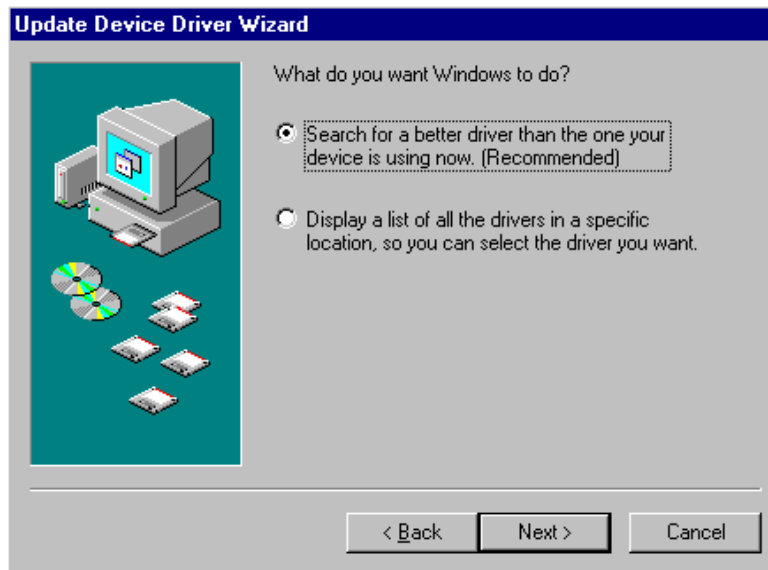 Update Device Driver Wizard
What do you want Windows to do?
Search for a better driver than the one your
device is using now. (Recommended)
Display a list of all the drivers in a specific
location, so you can select the driver you want.
< Back
Next >
Cancel